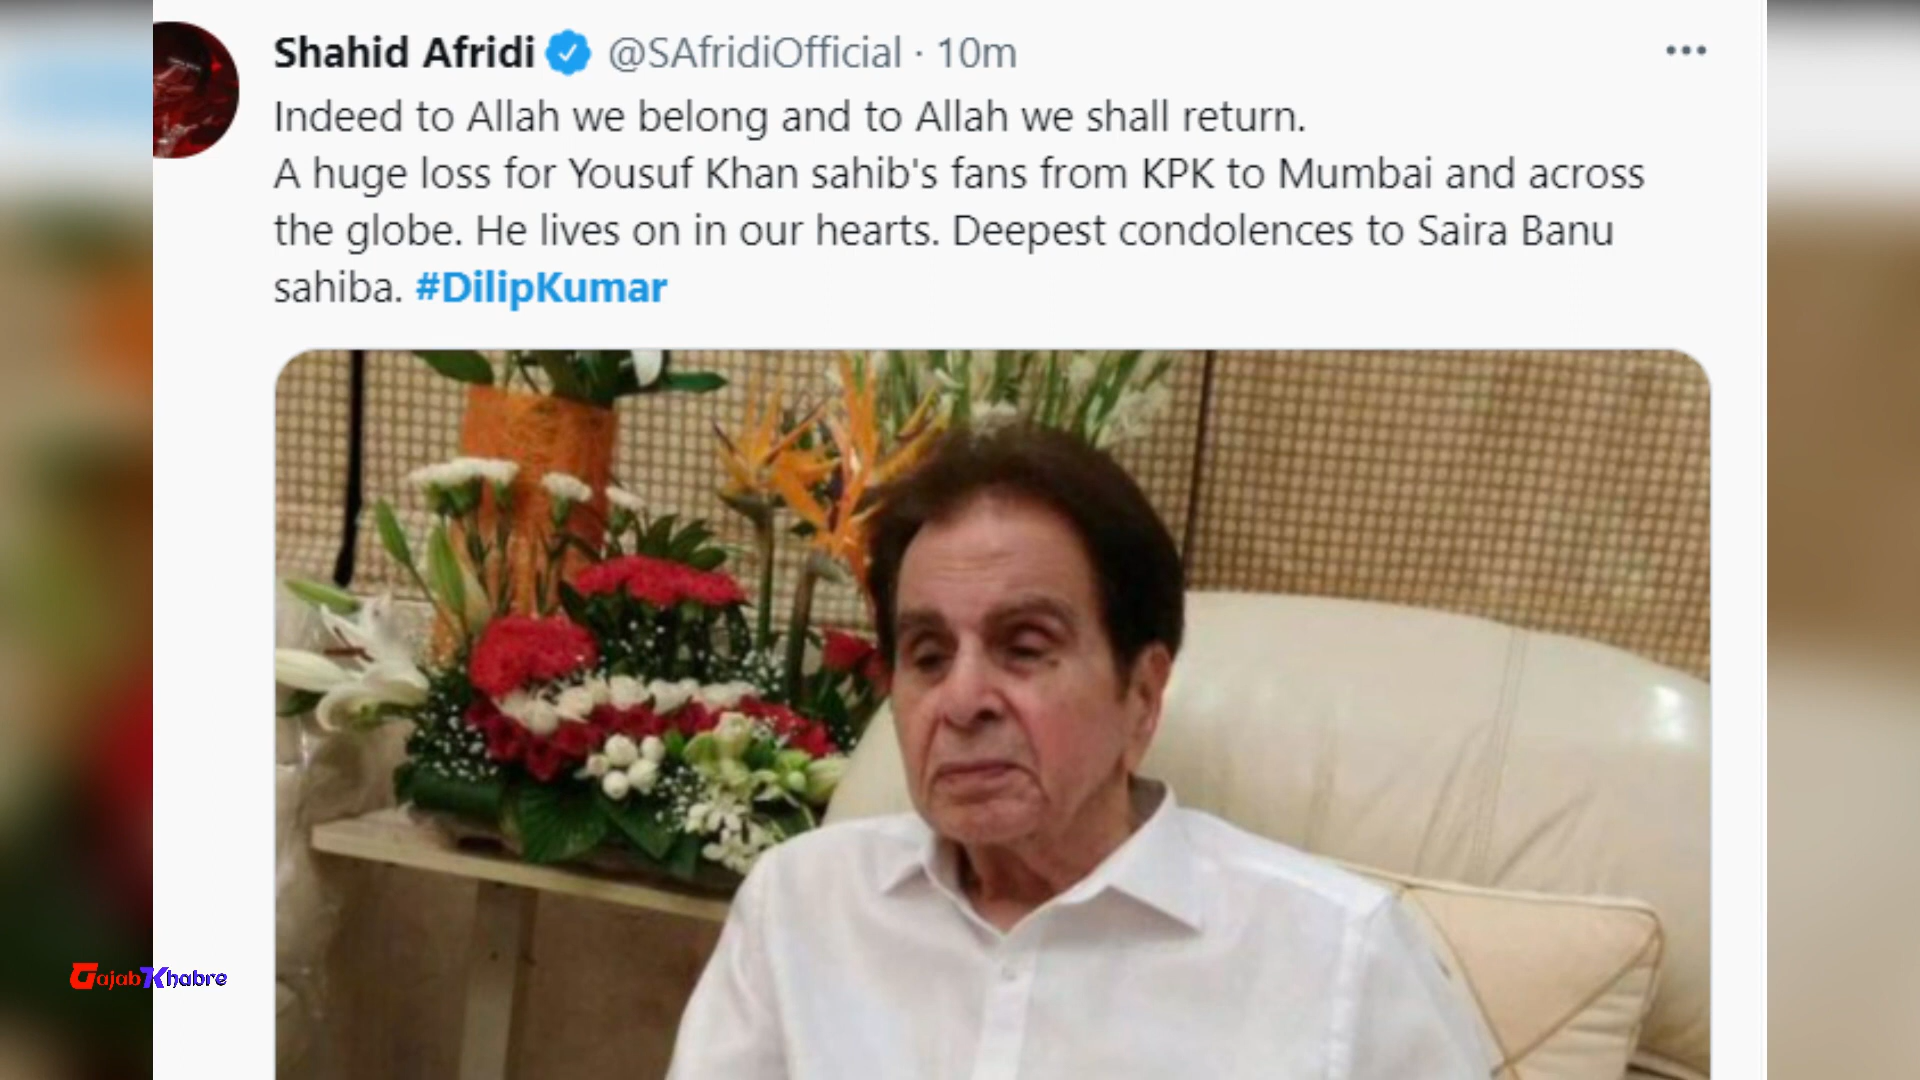 Shahid Afridi @SAfridiOfficial · 10m
Indeed to Allah we belong and to Allah we shall return.
A huge loss for Yousuf Khan sahib's fans from KPK to Mumbai and across
the globe. He lives on in our hearts. Deepest condolences to Saira Banu
sahiba. #DilipKumar
GajabKhabre